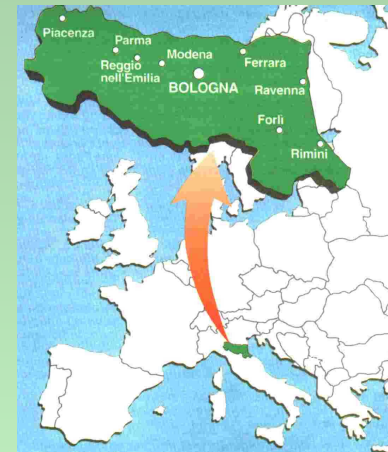 Piacenza
Parma
Reggio
nell'Emilia
Modena
BOLOGNA
Ferrara
Ravenna
Forlì
Rimini